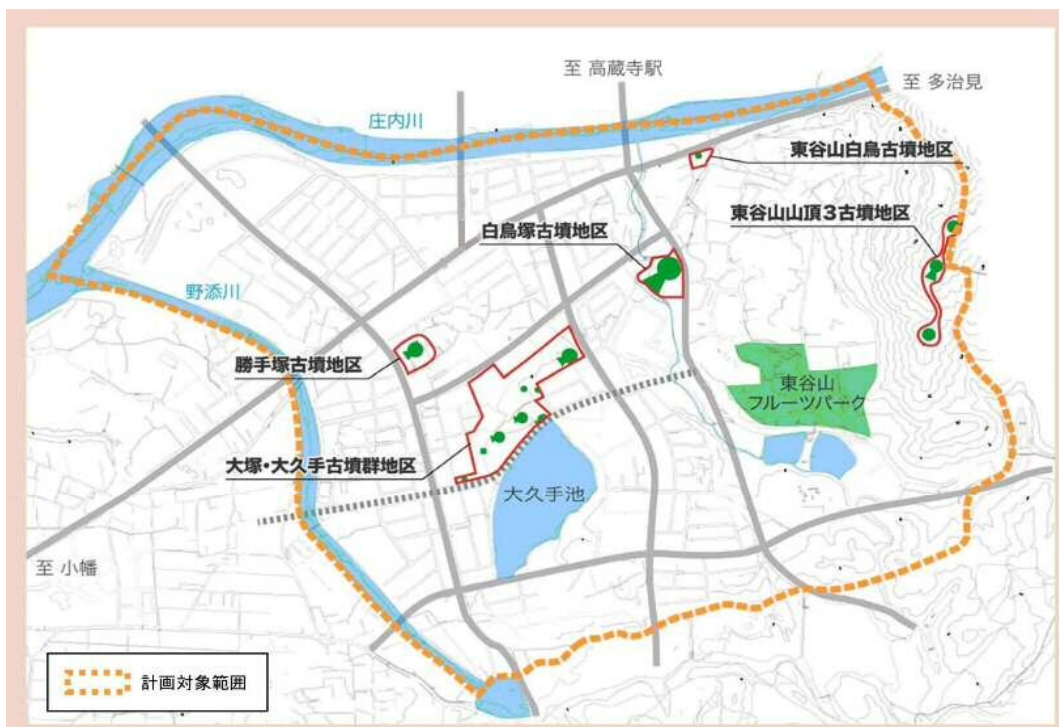 至 高蔵寺駅
至 多治見
庄内川
東谷山白鳥古墳地区
東谷山山頂3古墳地区
白鳥塚古墳地区
野添川
勝手塚古墳地区
東谷山
フルーツパーク
大塚・大久手古墳群地区
大久手池
至 小幡
計画対象範囲